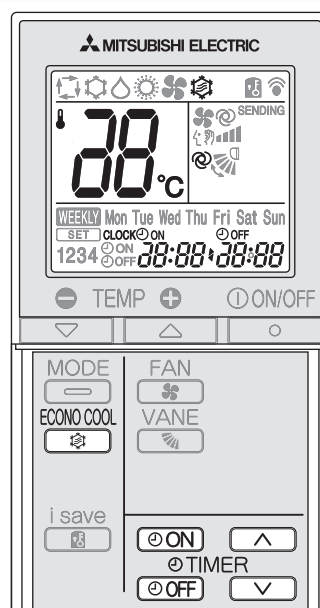 MITSUBISHI ELECTRIC
SENDING
88 °C
WEEKLY Mon Tue Wed Thu Fri Sat Sun
SET CLOCK ON OFF
1234 ON OFF 88:88 88:88
TEMP ON/OFF
MODE FAN
ECONO COOL VANE
i save
ON
TIMER
OFF